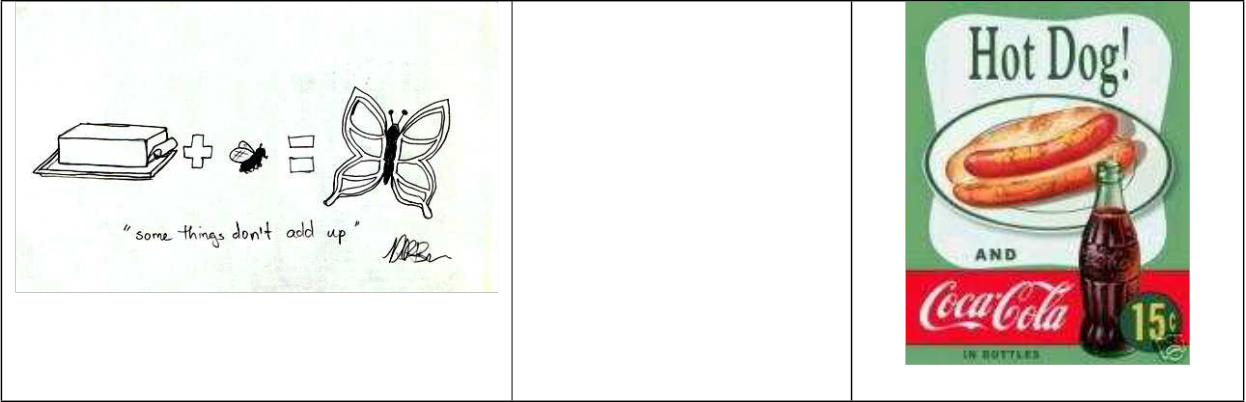 "some things don't add up"
Hot Dog!
AND
Coca-Cola
15¢
IN BOTTLES